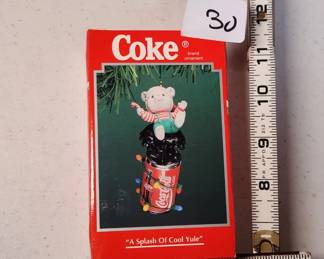 30
Coke®
brand
ornament
Coca-Cola
"A Splash Of Cool Yule"
12
11
10
9
8